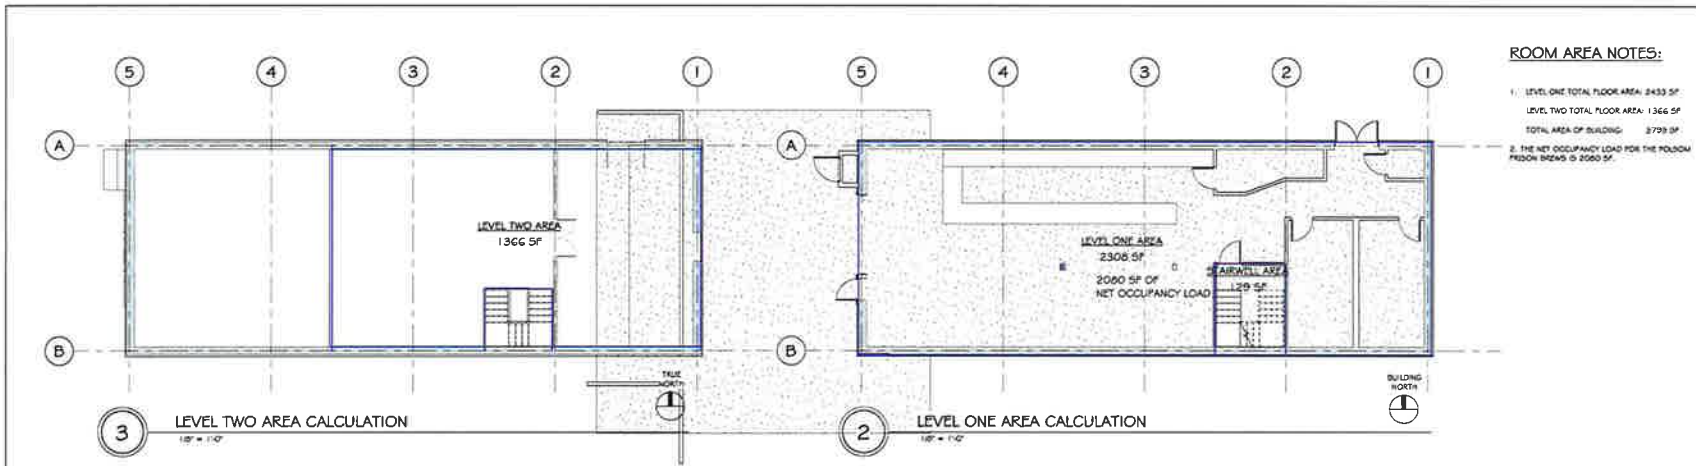 5
4
3
2
1
A
B
LEVEL TWO AREA
1366 SF
TRUE
NORTH
3
LEVEL TWO AREA CALCULATION
1/8" = 1'-0"
5
4
3
2
1
A
B
LEVEL ONE AREA
2308 SF
2080 SF OF
NET OCCUPANCY LOAD
STAIRWELL AREA
129 SF
BUILDING
NORTH
2
LEVEL ONE AREA CALCULATION
1/8" = 1'-0"
ROOM AREA NOTES:
1. LEVEL ONE TOTAL FLOOR AREA: 2433 SF
LEVEL TWO TOTAL FLOOR AREA: 1366 SF
TOTAL AREA OF BUILDING: 3799 SF
2. THE NET OCCUPANCY LOAD FOR THE FOLSOM
PRISON BREWS IS 2080 SF.